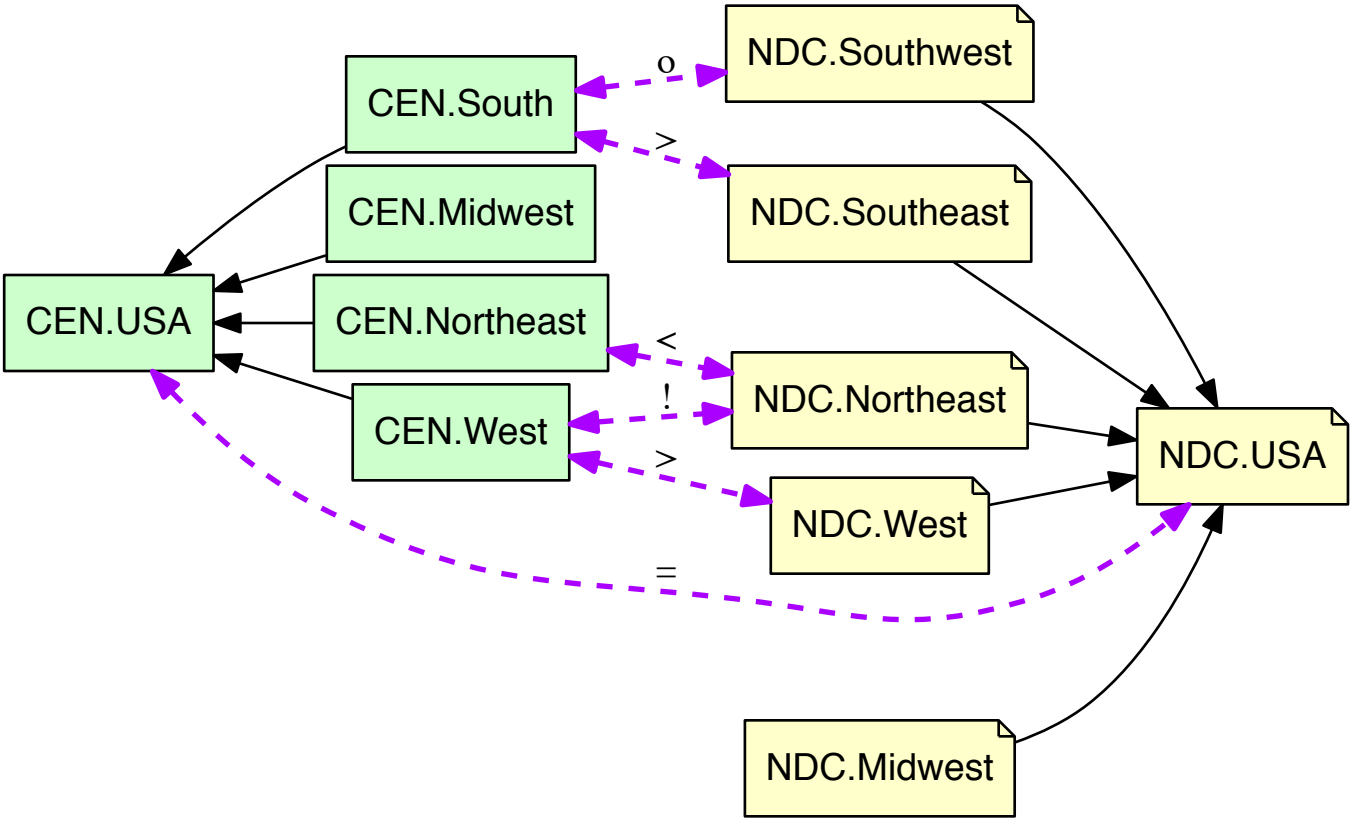 NDC.Southwest
o
CEN.South
>
CEN.Midwest
NDC.Southeast
CEN.USA
CEN.Northeast
<
NDC.Northeast
!
CEN.West
>
NDC.USA
NDC.West
=
NDC.Midwest